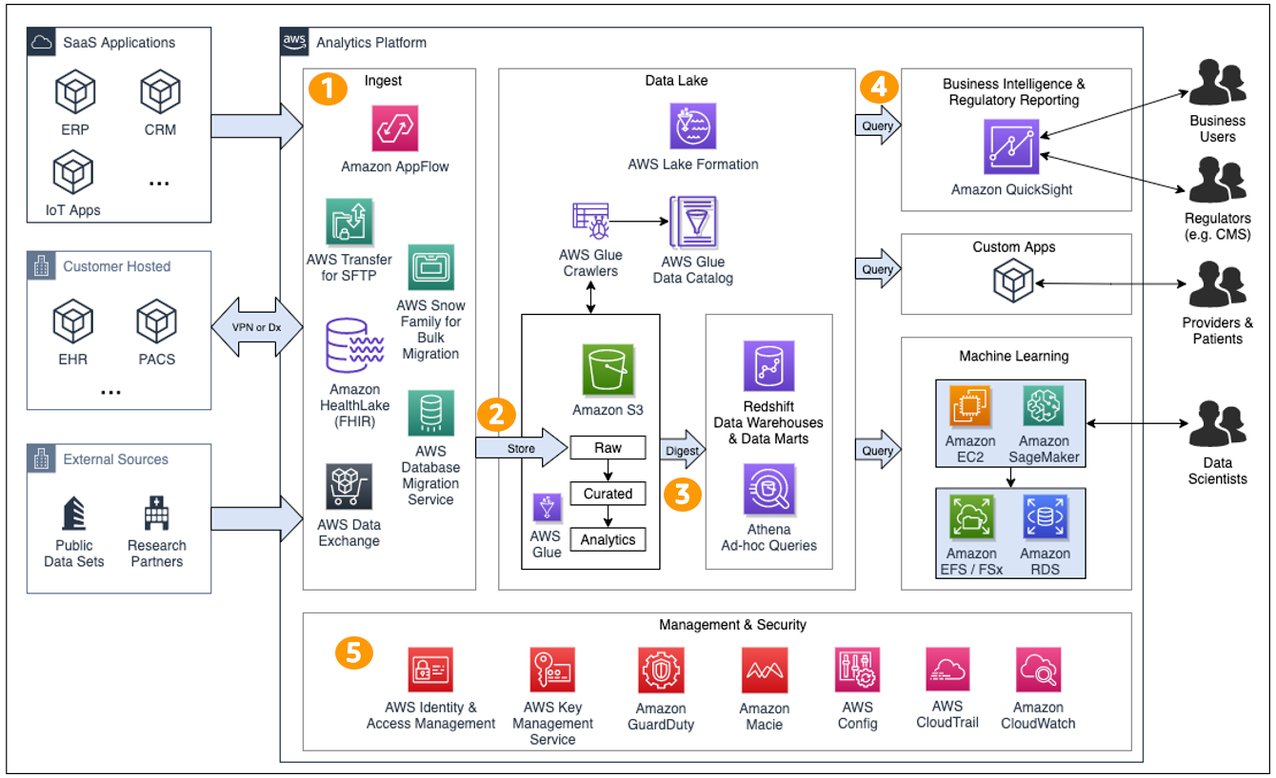 SaaS Applications
ERP
CRM
IoT Apps
...
Customer Hosted
EHR
PACS
...
External Sources
Public
Data Sets
Research
Partners
VPN or Dx
aws
Analytics Platform
1
Ingest
Amazon AppFlow
AWS Transfer
for SFTP
AWS Snow
Family for
Bulk
Migration
Amazon
HealthLake
(FHIR)
AWS
Database
Migration
Service
AWS Data
Exchange
2
Store
Data Lake
AWS Lake Formation
AWS Glue
Crawlers
AWS Glue
Data Catalog
Amazon S3
Raw
Curated
Analytics
AWS
Glue
Digest
3
Redshift
Data Warehouses
& Data Marts
Athena
Ad-hoc Queries
4
Query
Query
Query
Business Intelligence &
Regulatory Reporting
Amazon QuickSight
Custom Apps
Machine Learning
Amazon
EC2
Amazon
SageMaker
Amazon
EFS / FSx
Amazon
RDS
Business
Users
Regulators
(e.g. CMS)
Providers &
Patients
Data
Scientists
Management & Security
5
AWS Identity &
Access Management
AWS Key
Management
Service
Amazon
GuardDuty
Amazon
Macie
AWS
Config
AWS
CloudTrail
Amazon
CloudWatch